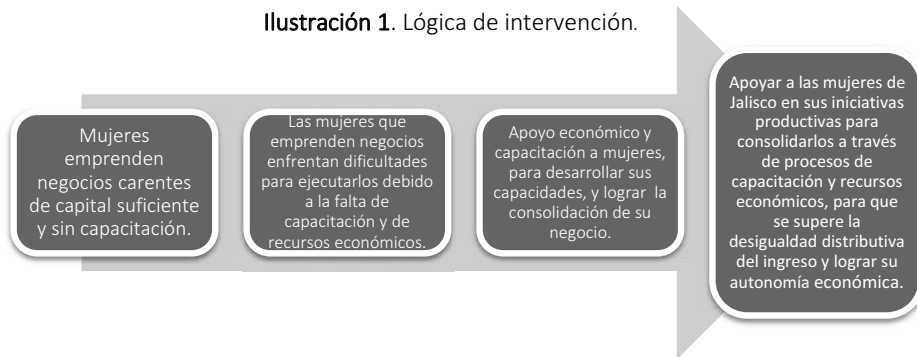 Ilustración 1. Lógica de intervención.
Mujeres
emprenden
negocios carentes
de capital suficiente
y sin capacitación.
Las mujeres que
emprenden negocios
enfrentan dificultades
para ejecutarlos debido
a la falta de
capacitación y de
recursos económicos.
Apoyo económico y
capacitación a mujeres,
para desarrollar sus
capacidades, y lograr la
consolidación de su
negocio.
Apoyar a las mujeres de
Jalisco en sus iniciativas
productivas para
consolidarlos a través
de procesos de
capacitación y recursos
económicos, para que
se supere la
desigualdad distributiva
del ingreso y lograr su
autonomía económica.